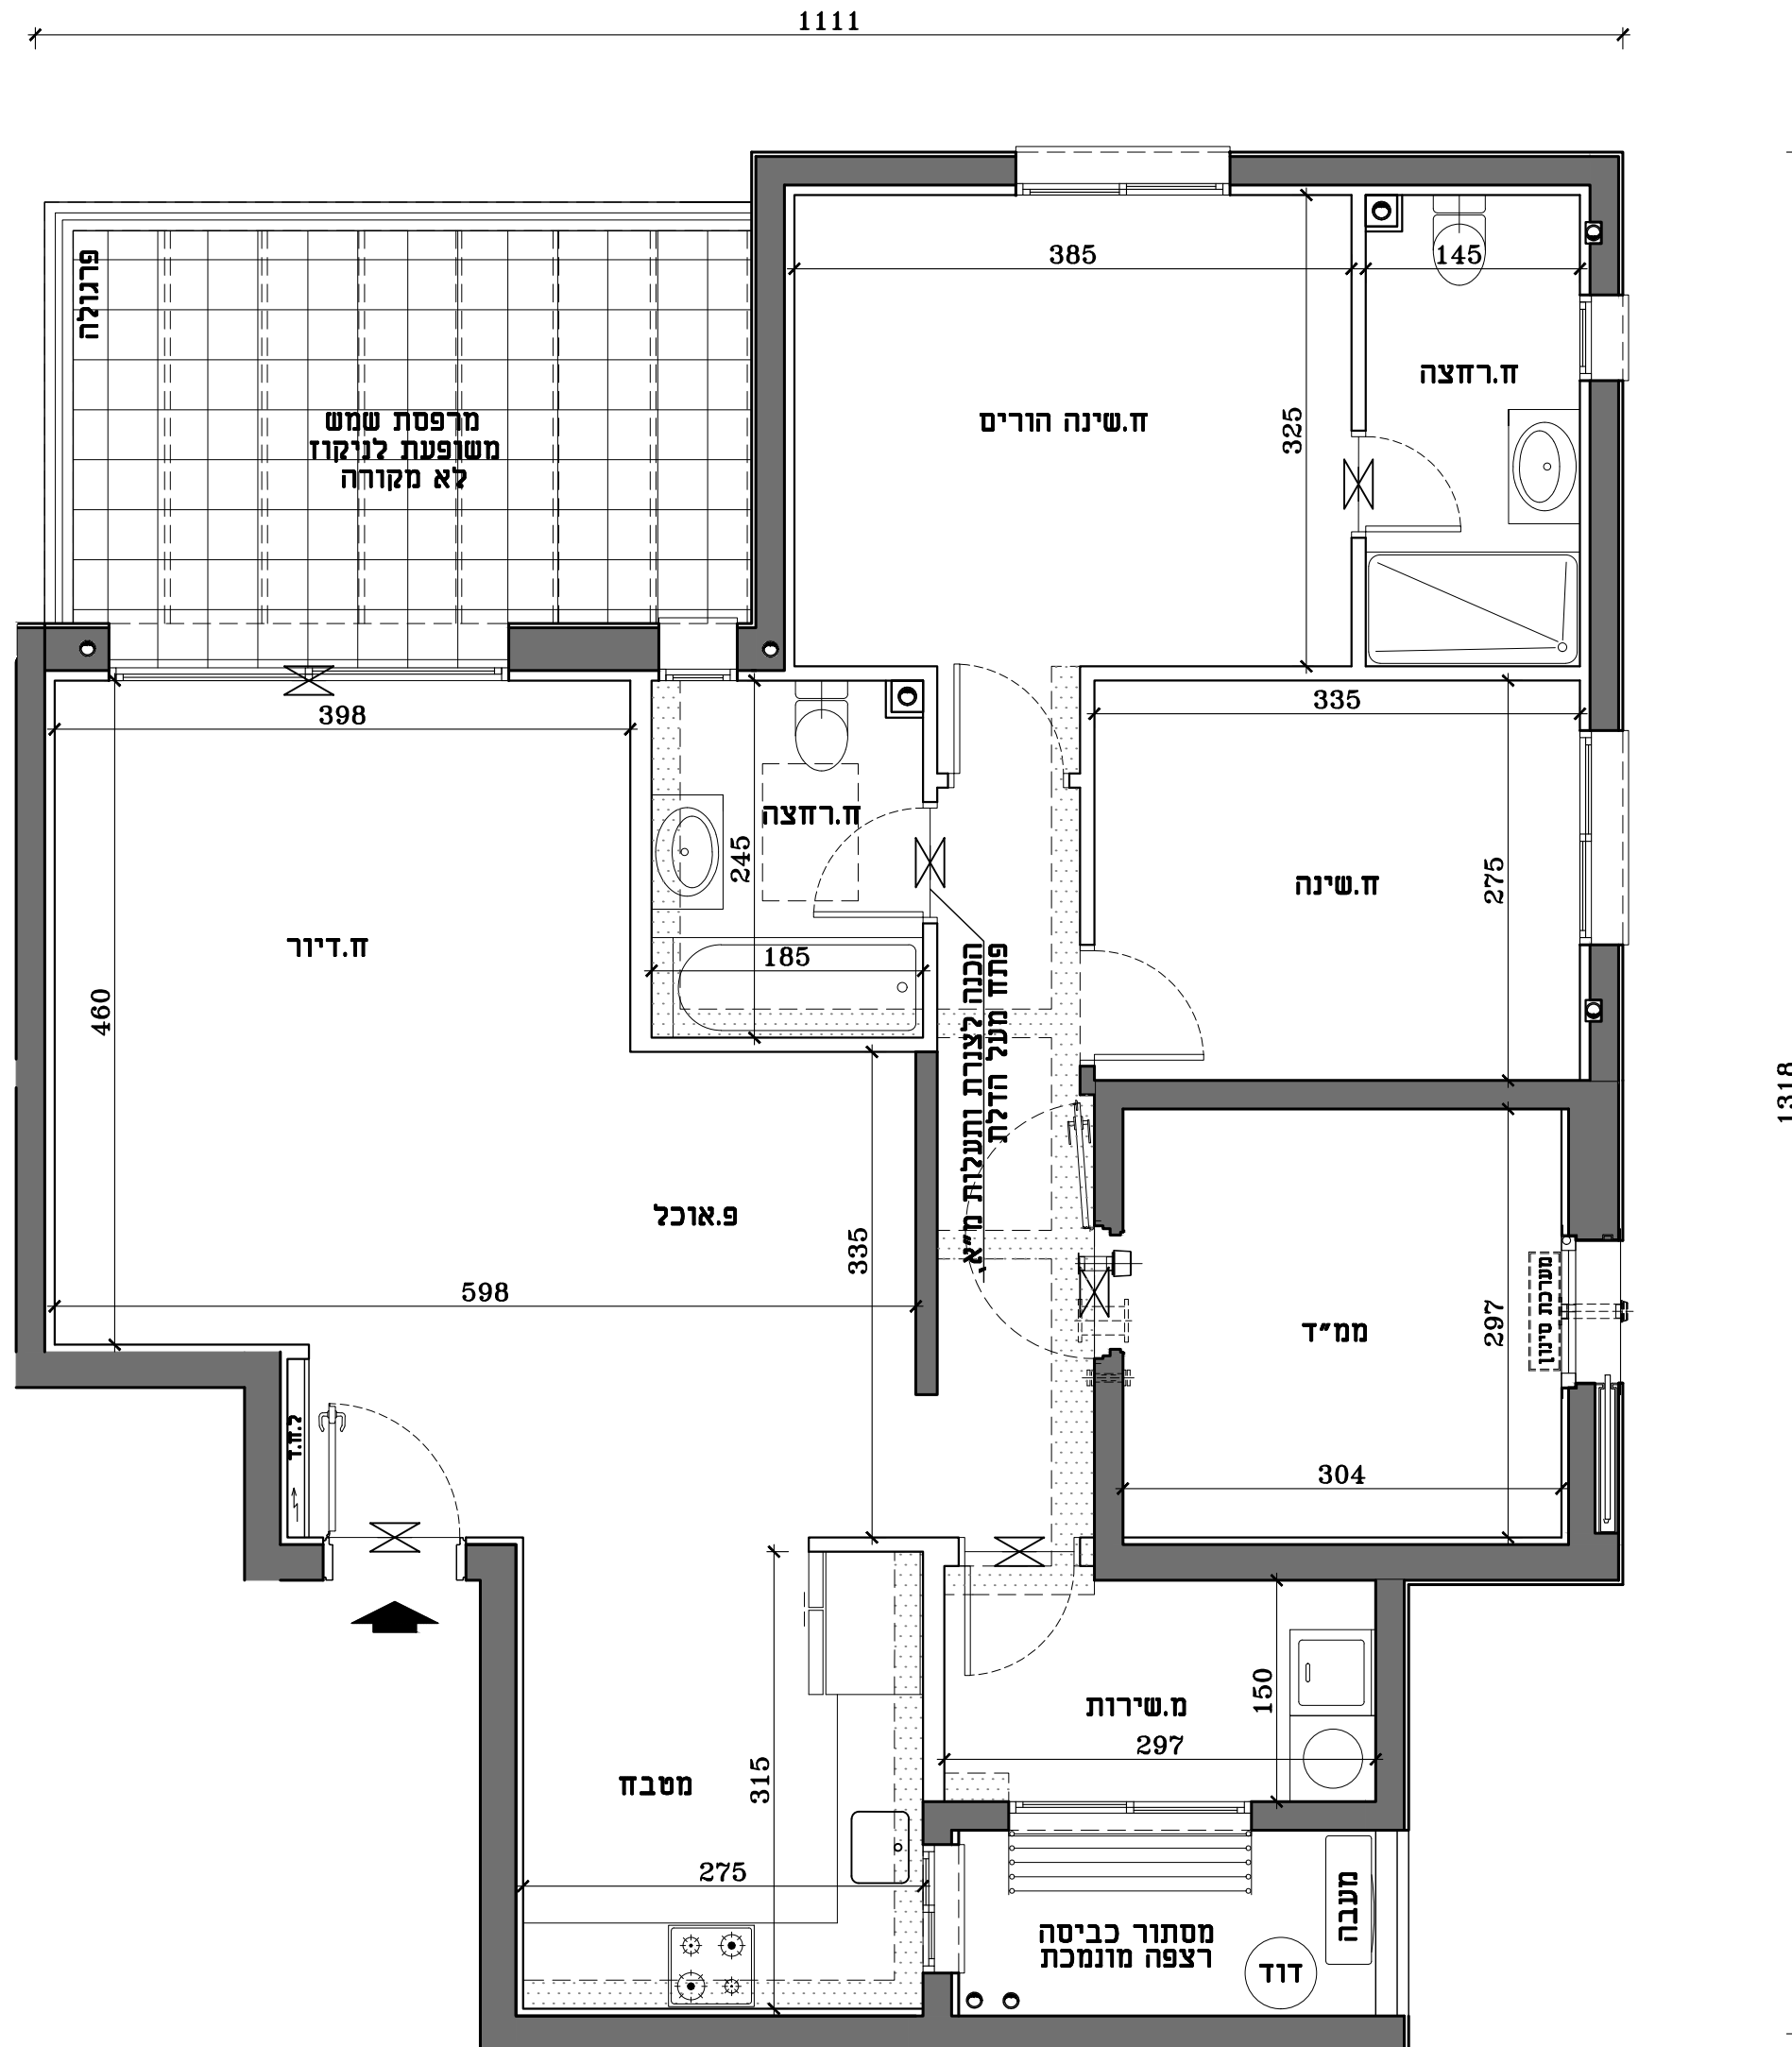 1111
פרגולה
מרפסת שמש
משופעת לניקוז
לא מקורה
385
145
325
ח.שינה הורים
ח.רחצה
398
335
ח.רחצה
245
185
275
ח.שינה
ח.דיור
460
הכנה לצנרת ותעלות מ"א,
פתח מעל הדלת
1318
פ.אוכל
335
598
297
ממ"ד
מערכת סינון
304
ל.ח.ד
150
מ.שירות
297
מטבח
315
275
מסתור כביסה
רצפה מונמכת
מעבה
דוד